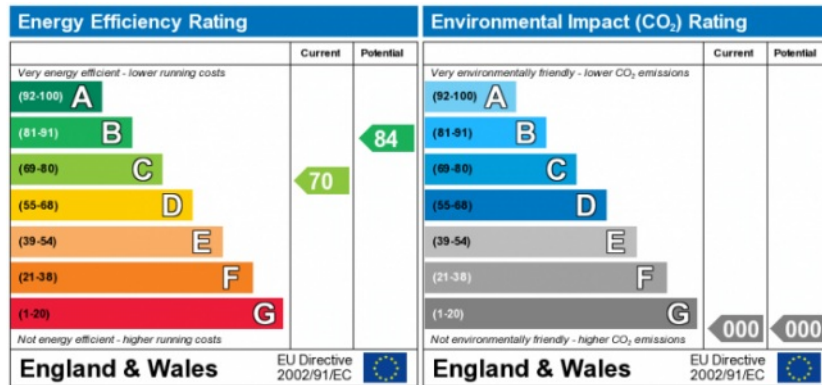 Energy Efficiency Rating
Current Potential
Very energy efficient - lower running costs
(92-100) A
(81-91) B
(69-80) C
(55-68) D
(39-54) E
(21-38) F
(1-20) G
84
70
Not energy efficient - higher running costs
England & Wales
EU Directive
2002/91/EC
Environmental Impact (CO₂) Rating
Current Potential
Very environmentally friendly - lower CO₂ emissions
(92-100) A
(81-91) B
(69-80) C
(55-68) D
(39-54) E
(21-38) F
(1-20) G
000 000
Not environmentally friendly - higher CO₂ emissions
England & Wales
EU Directive
2002/91/EC